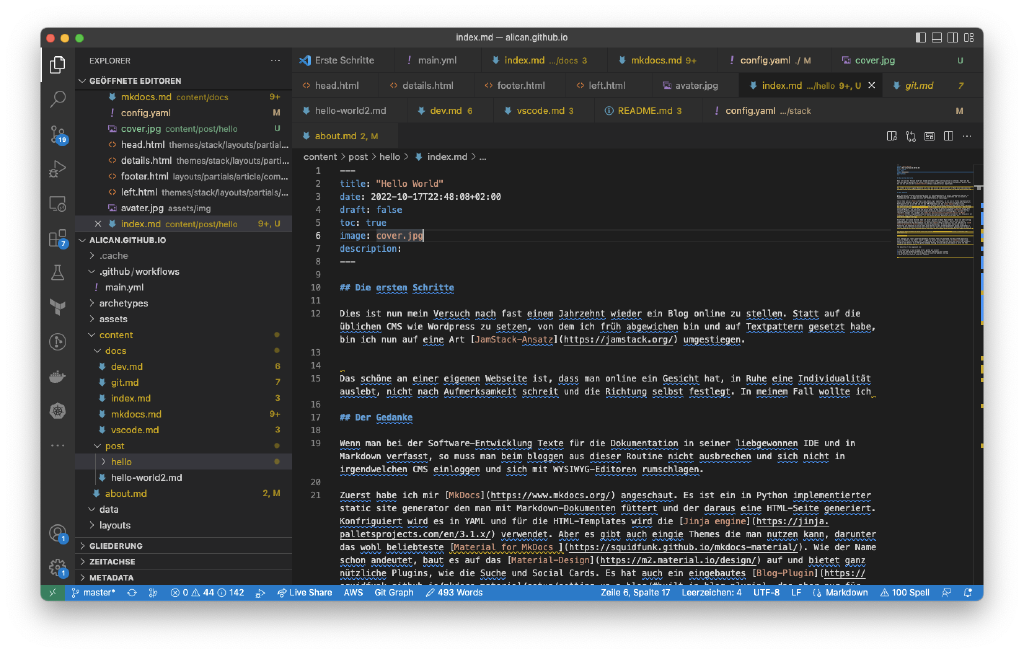 index.md — alican.github.io
EXPLORER
GEÖFFNETE EDITOREN
mkdocs.md content/docs 9+
config.yaml M
cover.jpg content/post/hello U
head.html themes/stack/layouts/partial...
details.html themes/stack/layouts/parti...
footer.html layouts/partials/article/com...
left.html themes/stack/layouts/partials/...
avater.jpg assets/img
index.md content/post/hello 9+, U
ALICAN.GITHUB.IO
.cache
.github/workflows
main.yml
archetypes
assets
content
docs
dev.md 6
git.md 7
index.md 3
mkdocs.md 9+
vscode.md 3
post
hello
hello-world2.md
about.md 2, M
data
layouts
GLIEDERUNG
ZEITACHSE
METADATA
19
7
1
1
Erste Schritte
main.yml
index.md .../docs 3
mkdocs.md 9+
config.yaml ./ M
cover.jpg U
head.html
details.html
footer.html
left.html
avater.jpg
index.md .../hello 9+, U
git.md 7
hello-world2.md
dev.md 6
vscode.md 3
README.md 3
config.yaml .../stack M
about.md 2, M
content > post > hello > index.md > ...
1 ---
2 title: "Hello World"
3 date: 2022-10-17T22:48:08+02:00
4 draft: false
5 toc: true
6 image: cover.jpg
7 description:
8 ---
9
10 ## Die ersten Schritte
11
12 Dies ist nun mein Versuch nach fast einem Jahrzehnt wieder ein Blog online zu stellen. Statt auf die
üblichen CMS wie Wordpress zu setzen, von dem ich früh abgewichen bin und auf Textpattern gesetzt habe,
bin ich nun auf eine Art [JamStack-Ansatz](https://jamstack.org/) umgestiegen.
13
14
15 Das schöne an einer eigenen Webseite ist, dass man online ein Gesicht hat, in Ruhe eine Individualität
auslebt, nicht nach Aufmerksamkeit schreit und die Richtung selbst festlegt. In meinem Fall wollte ich
16
17 ## Der Gedanke
18
19 Wenn man bei der Software-Entwicklung Texte für die Dokumentation in seiner liebgewonnen IDE und in
Markdown verfasst, so muss man beim bloggen aus dieser Routine nicht ausbrechen und sich nicht in
irgendwelchen CMS einloggen und sich mit WYSIWYG-Editoren rumschlagen.
20
21 Zuerst habe ich mir [MkDocs](https://www.mkdocs.org/) angeschaut. Es ist ein in Python implementierter
static site generator den man mit Markdown-Dokumenten füttert und der daraus eine HTML-Seite generiert.
Konfriguiert wird es in YAML und für die HTML-Templates wird die [Jinja engine](https://jinja.
palletsprojects.com/en/3.1.x/) verwendet. Aber es gibt auch eingie Themes die man nutzen kann, darunter
das wohl beliebteste [Material for MkDocs ](https://squidfunk.github.io/mkdocs-material/). Wie der Name
schon andeutet, baut es auf das [Material-Design](https://m2.material.io/design/) auf und bietet ganz
nützliche Plugins, wie die Suche und Social Cards. Es hat auch ein eingebautes [Blog-Plugin](https://
master*
0 44 142
Live Share
AWS
Git Graph
493 Words
Zeile 6, Spalte 17
Leerzeichen: 4
UTF-8
LF
Markdown
100 Spell